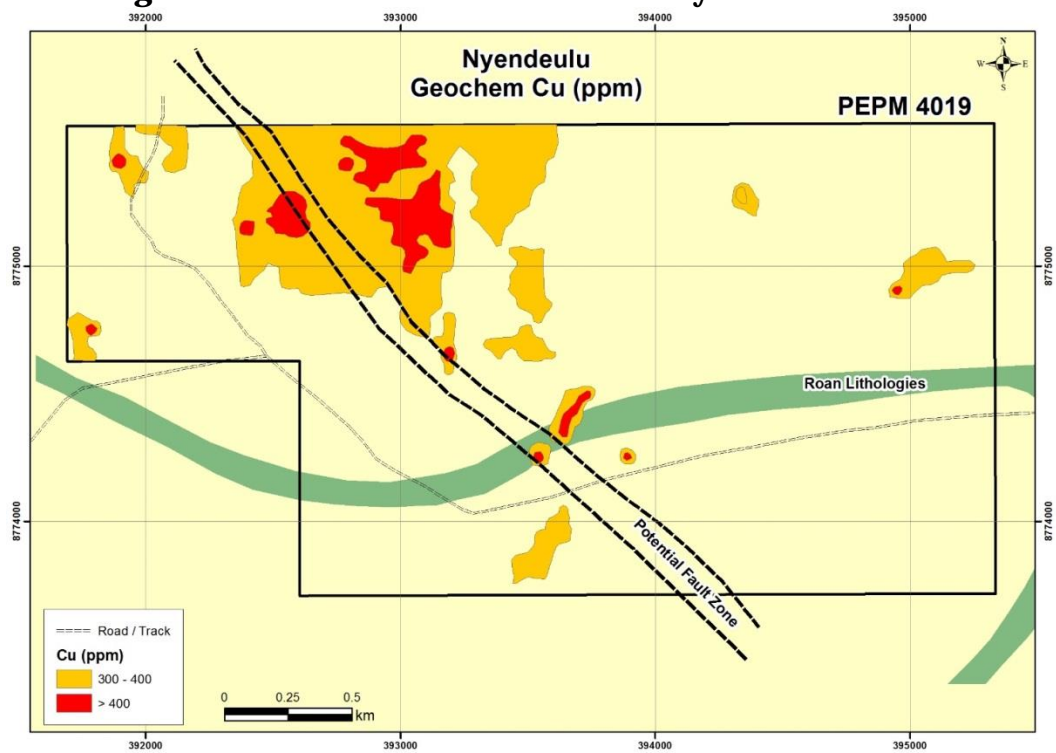 392000 393000 394000 395000
Nyendeulu
Geochem Cu (ppm)
N
W E
S
PEPM 4019
8775000 8775000
Roan Lithologies
8774000 8774000
Potential Fault Zone
Road / Track
Cu (ppm)
300 - 400
> 400
0 0.25 0.5
km
392000 393000 394000 395000